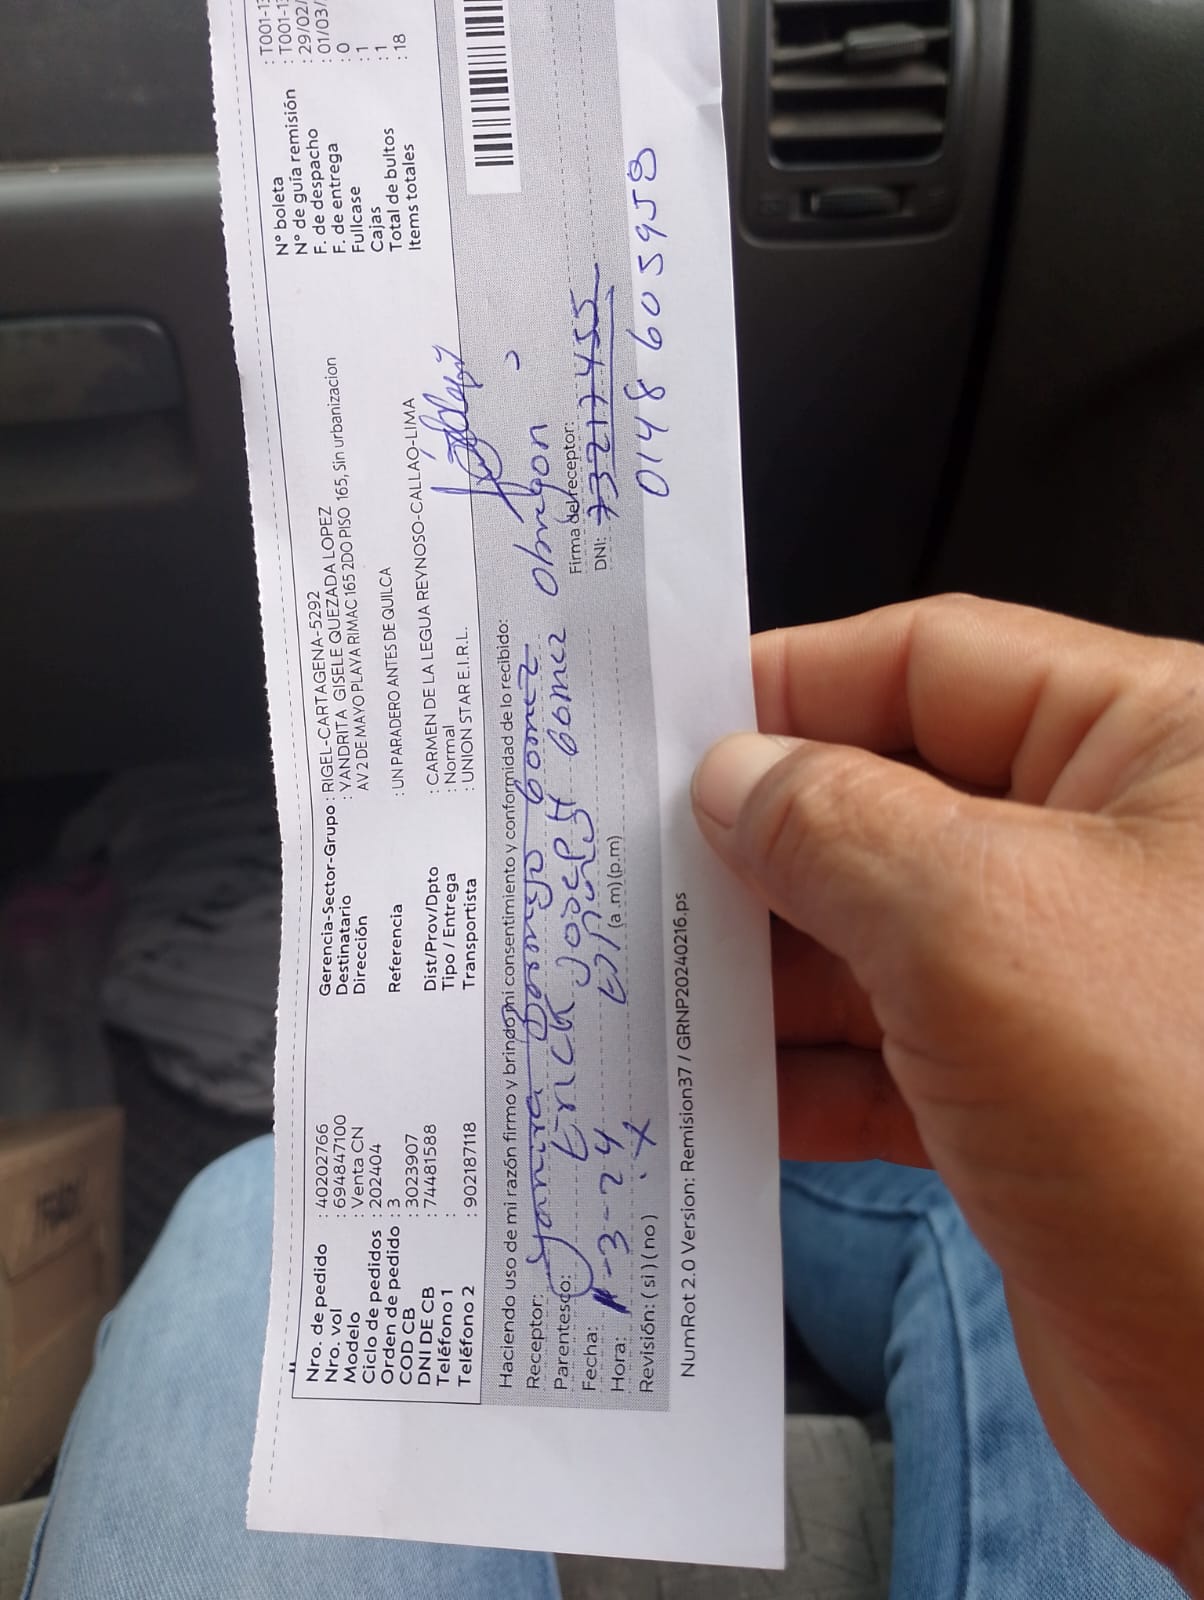 Nro. de pedido : 40202766
Nro. vol : 694847100
Modelo : Venta CN
Ciclo de pedidos : 202404
Orden de pedido : 3
COD CB : 3023907
DNI DE CB : 74481588
Teléfono 1 :
Teléfono 2 : 902187118
Gerencia-Sector-Grupo : RIGEL-CARTAGENA-5292
Destinatario : YANDRITA GISELE QUEZADA LOPEZ
Dirección AV 2 DE MAYO PLAYA RIMAC 165 2DO PISO 165, Sin urbanizacion
Referencia : UN PARADERO ANTES DE QUILCA
Dist/Prov/Dpto : CARMEN DE LA LEGUA REYNOSO-CALLAO-LIMA
Tipo / Entrega : Normal
Transportista : UNION STAR E.I.R.L.
N° boleta : T001-1
N° de guía remisión : T001-1
F. de despacho : 29/02/
F. de entrega : 01/03/
Fullcase : 0
Cajas : 1
Total de bultos : 1
Items totales : 18
Haciendo uso de mi razón firmo y brindo mi consentimiento y conformidad de lo recibido:
Receptor: Gomez
Parentesco: Erick Joseph Gomez Obregon
Firma del receptor:
Fecha: 1-3-24
DNI: 73217455
Hora: (a.m)(p.m)
0148605958
Revisión: ( si ) ( no ) X
NumRot 2.0 Version: Remision37 / GRNP20240216.ps